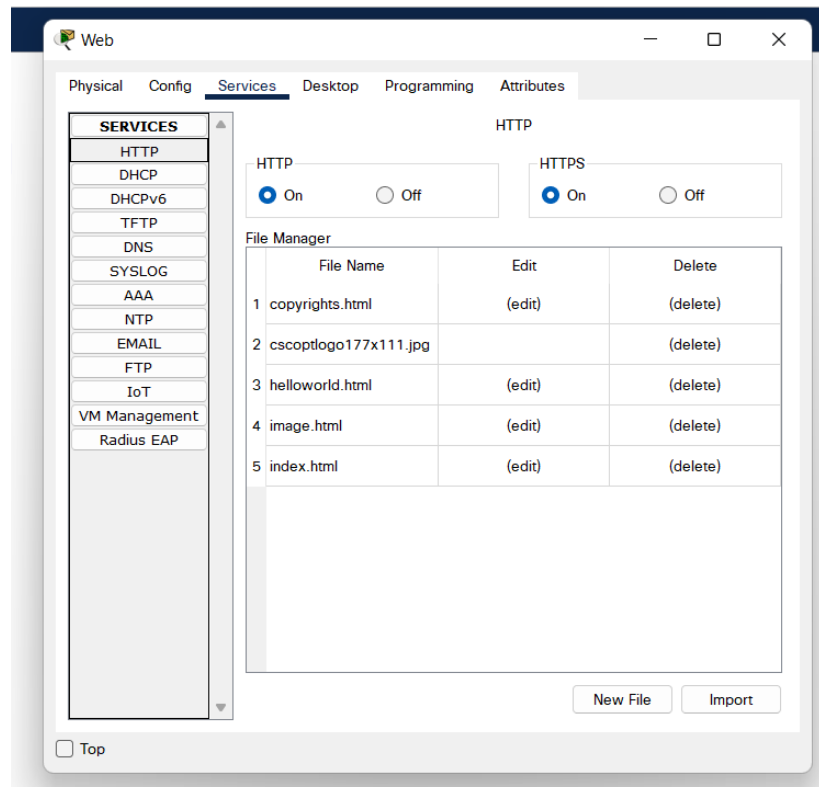 Web
Physical Config Services Desktop Programming Attributes
SERVICES
HTTP
DHCP
DHCPv6
TFTP
DNS
SYSLOG
AAA
NTP
EMAIL
FTP
IoT
VM Management
Radius EAP
HTTP
HTTP
On Off
HTTPS
On Off
File Manager
File Name Edit Delete
1 copyrights.html (edit) (delete)
2 cscoptlogo177x111.jpg (delete)
3 helloworld.html (edit) (delete)
4 image.html (edit) (delete)
5 index.html (edit) (delete)
New File Import
Top